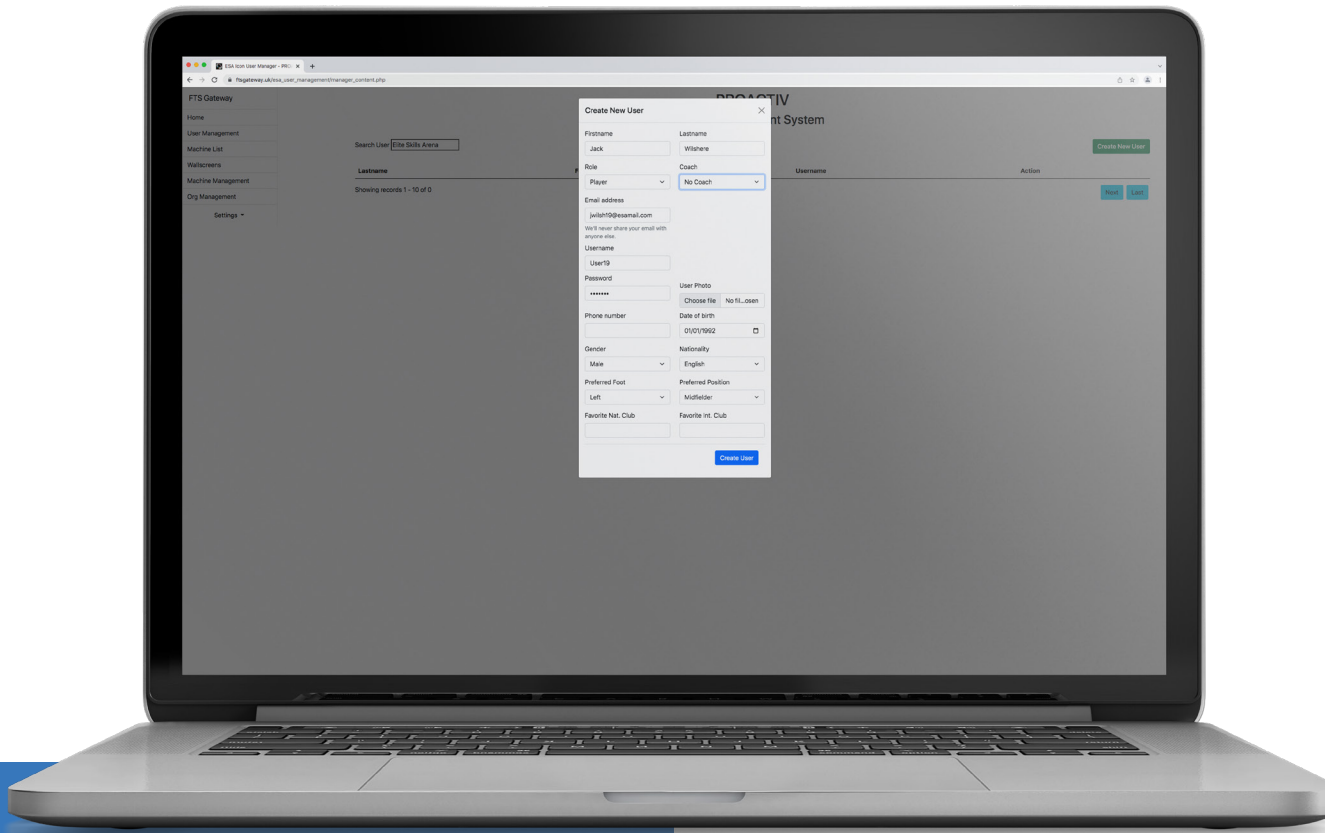 ESA Icon User Manager - PRO
ftsgateway.uk/esa_user_management/manager_content.php
FTS Gateway
Home
User Management
Machine List
Wallscreens
Machine Management
Org Management
Settings
Search User Elite Skills Arena
Create New User
Lastname
Username
Action
Showing records 1 - 10 of 0
Next Last
Create New User
Firstname Lastname
Jack Wilshere
Role Coach
Player No Coach
Email address
jwilsh19@esamail.com
We'll never share your email with
anyone else.
Username
User19
Password
User Photo
Choose file No fil...osen
Phone number Date of birth
01/01/1992
Gender Nationality
Male English
Preferred Foot Preferred Position
Left Midfielder
Favorite Nat. Club Favorite Int. Club
Create User